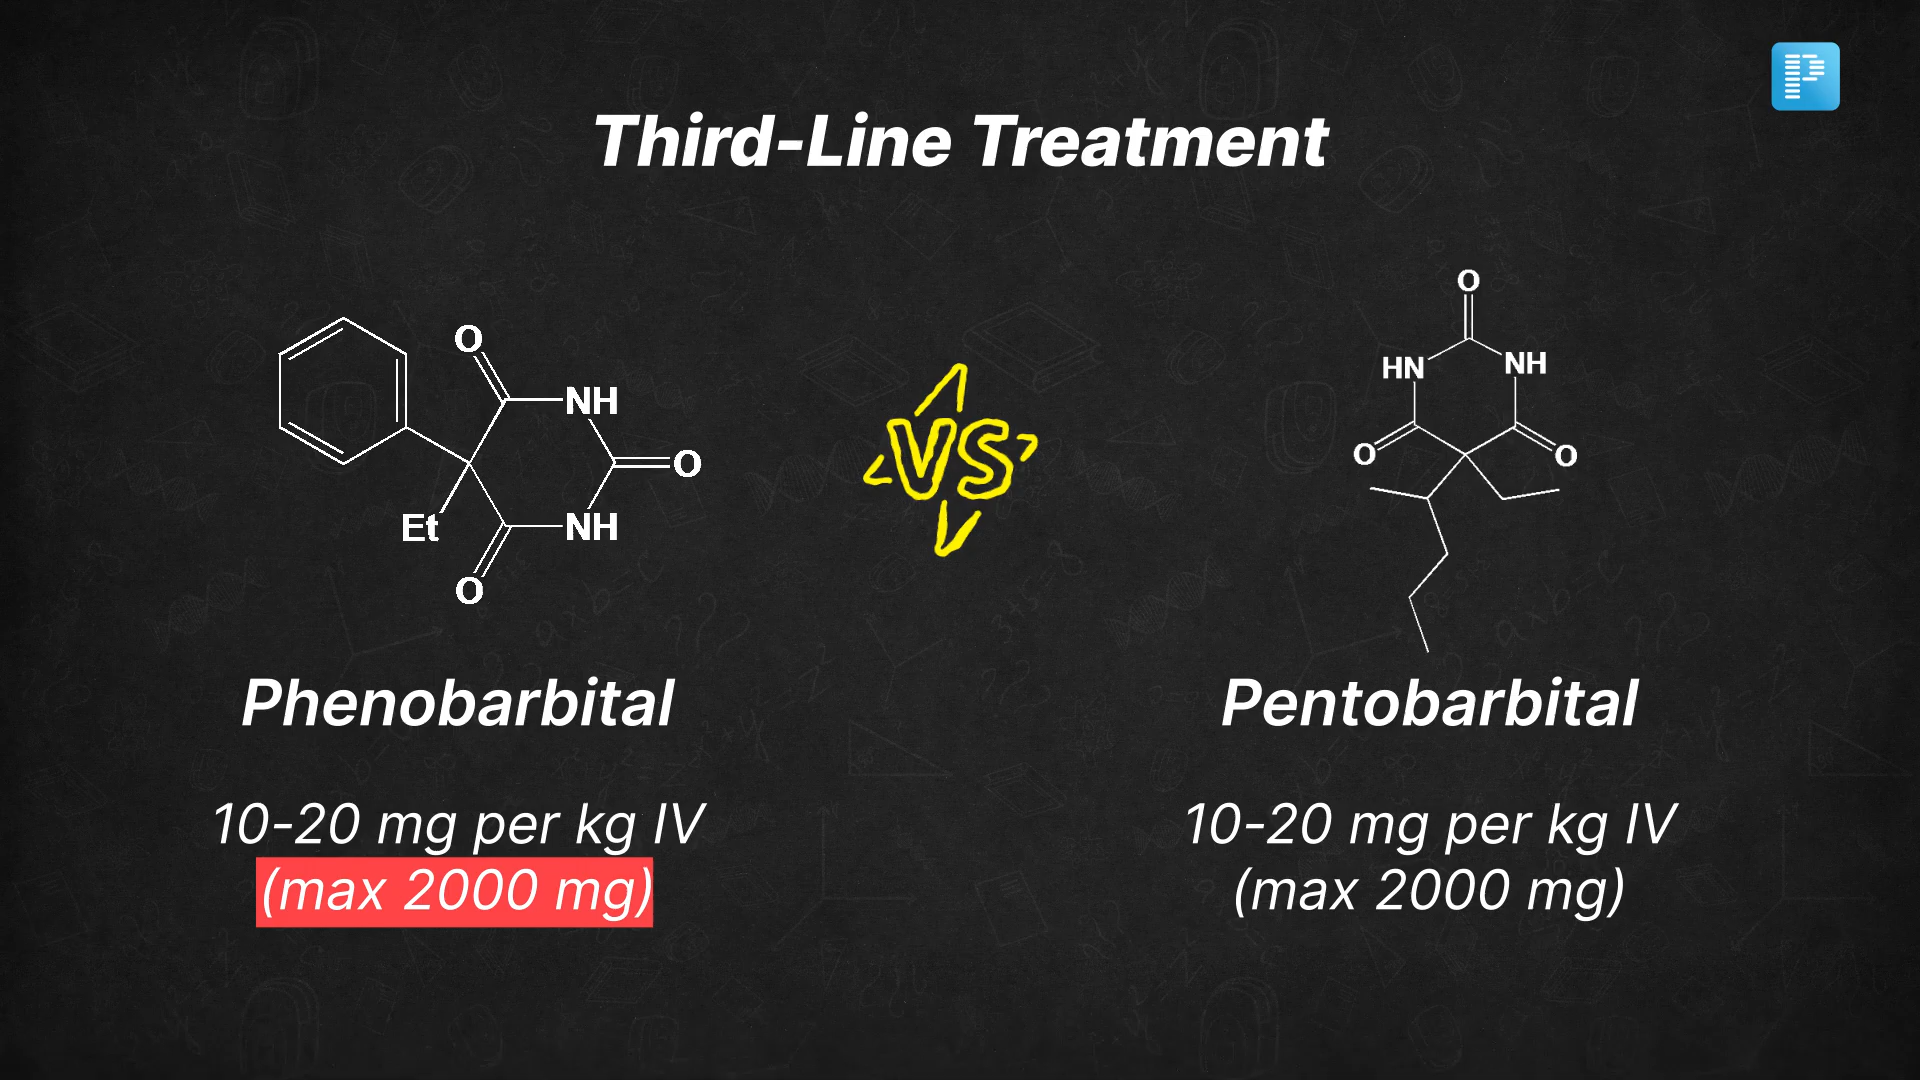 Third-Line Treatment
O
NH
O
NH
Et
O
VS
O
HN
NH
O
O
Phenobarbital
Pentobarbital
10-20 mg per kg IV
(max 2000 mg)
10-20 mg per kg IV
(max 2000 mg)